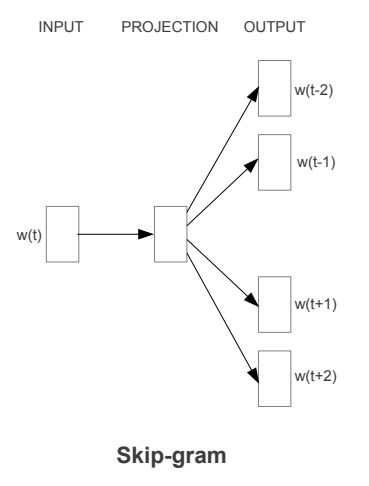 INPUT PROJECTION OUTPUT
w(t-2)
w(t-1)
w(t)
w(t+1)
w(t+2)
Skip-gram